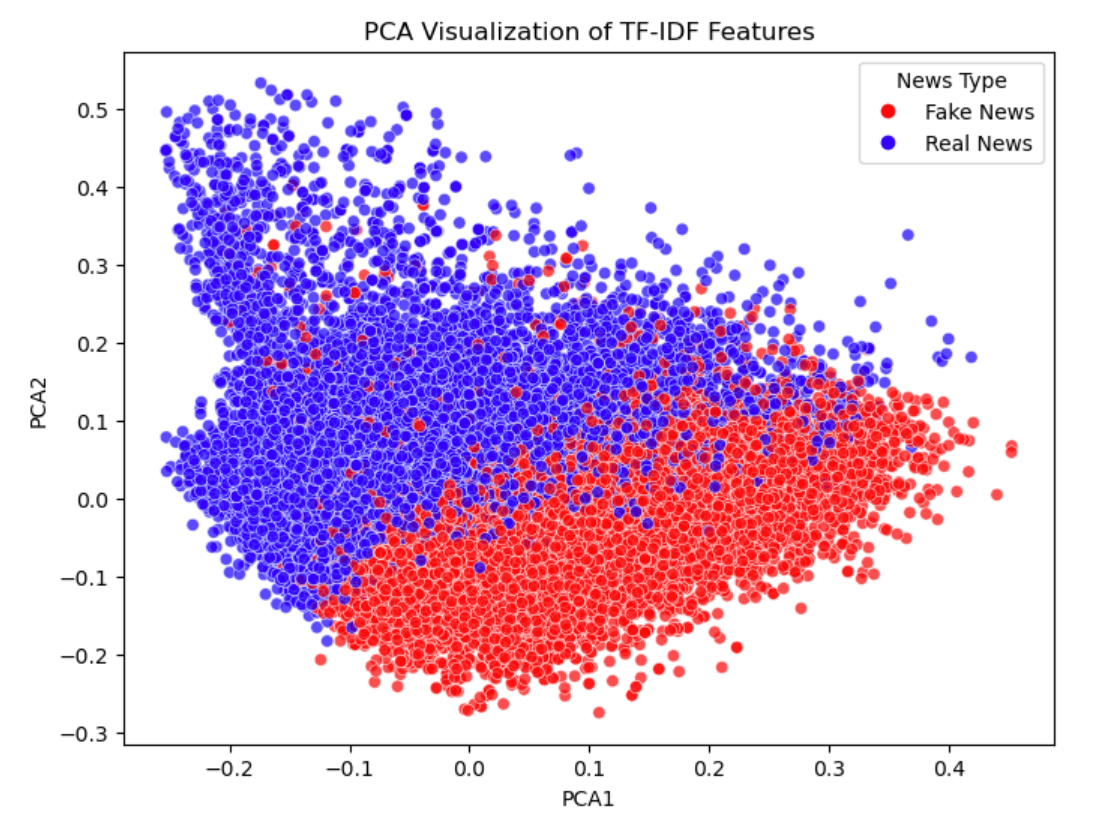 PCA Visualization of TF-IDF Features
News Type
Fake News
Real News
0.5
0.4
0.3
0.2
0.1
0.0
−0.1
−0.2
−0.3
PCA2
−0.2 −0.1 0.0 0.1 0.2 0.3 0.4
PCA1